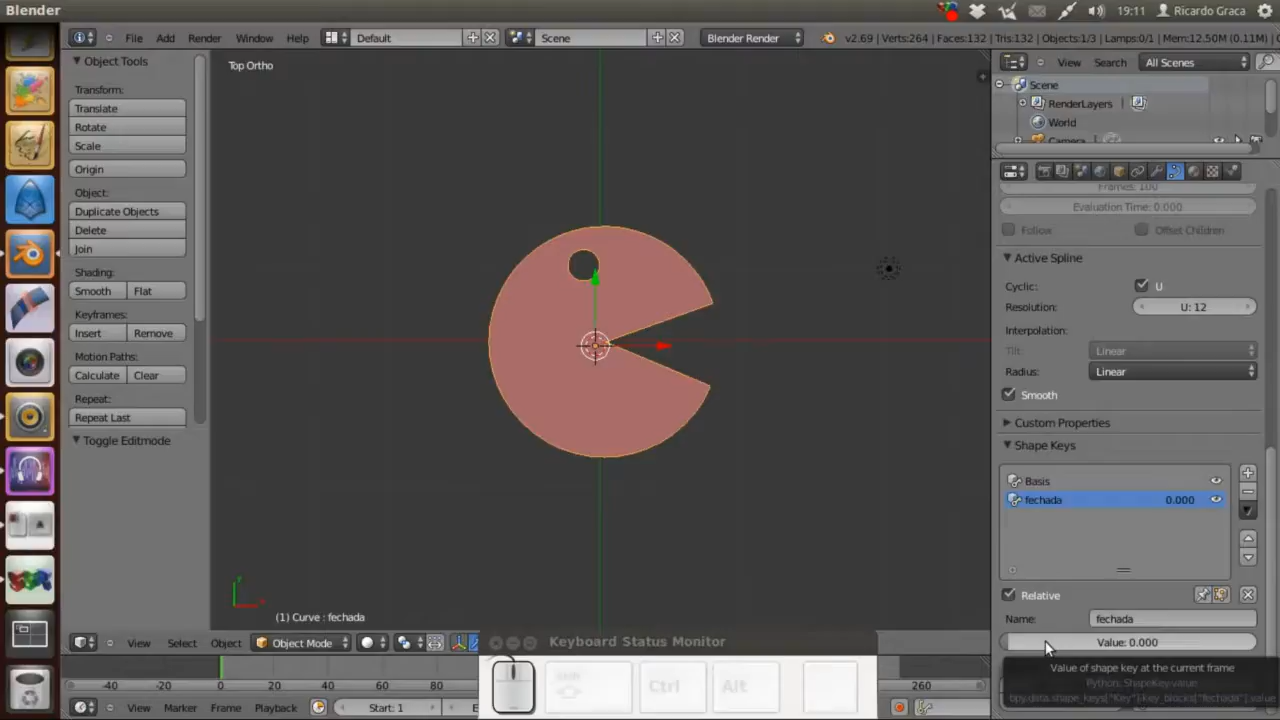 Blender
19:11 Ricardo Graca
File Add Render Window Help Default Scene Blender Render v2.69 | Verts:264 | Faces:132 | Tris:132 | Objects:1/3 | Lamps:0/1 | Mem:12.50M (0.11M) |
Object Tools
Transform:
Translate
Rotate
Scale
Origin
Object:
Duplicate Objects
Delete
Join
Shading:
Smooth Flat
Keyframes:
Insert Remove
Motion Paths:
Calculate Clear
Repeat:
Repeat Last
Toggle Editmode
Top Ortho
(1) Curve : fechada
View Select Object Object Mode
Keyboard Status Monitor
shift Ctrl Alt
-40 -20 0 20 40 60 80 260
View Marker Frame Playback Start: 1
View Search All Scenes
Scene
RenderLayers
World
Camera
Frames: 100
Evaluation Time: 0.000
Follow Offset Children
Active Spline
Cyclic: U
Resolution: U: 12
Interpolation:
Tilt: Linear
Radius: Linear
Smooth
Custom Properties
Shape Keys
Basis
fechada 0.000
Relative
Name: fechada
Value: 0.000
Value of shape key at the current frame
Python: ShapeKey.value
bpy.data.shape_keys["Key"].key_blocks["fechada"].value